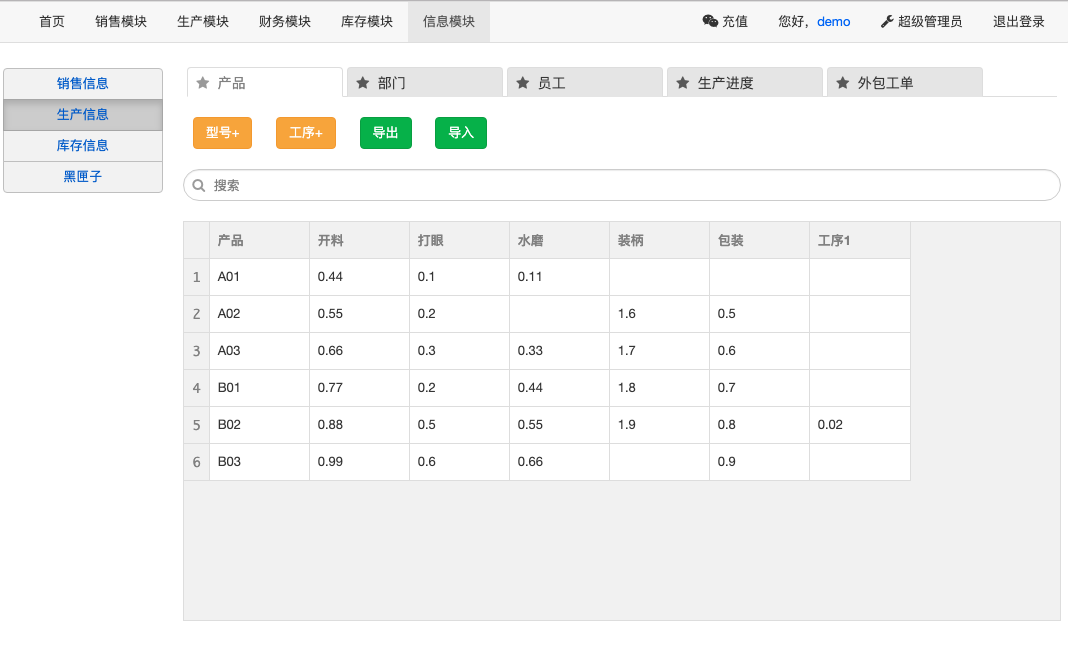 首页 销售模块 生产模块 财务模块 库存模块 信息模块 充值 您好，demo 超级管理员 退出登录
销售信息
生产信息
库存信息
黑匣子
产品 部门 员工 生产进度 外包工单
型号+ 工序+ 导出 导入
搜索
产品 开料 打眼 水磨 装柄 包装 工序1
1 A01 0.44 0.1 0.11
2 A02 0.55 0.2 1.6 0.5
3 A03 0.66 0.3 0.33 1.7 0.6
4 B01 0.77 0.2 0.44 1.8 0.7
5 B02 0.88 0.5 0.55 1.9 0.8 0.02
6 B03 0.99 0.6 0.66 0.9